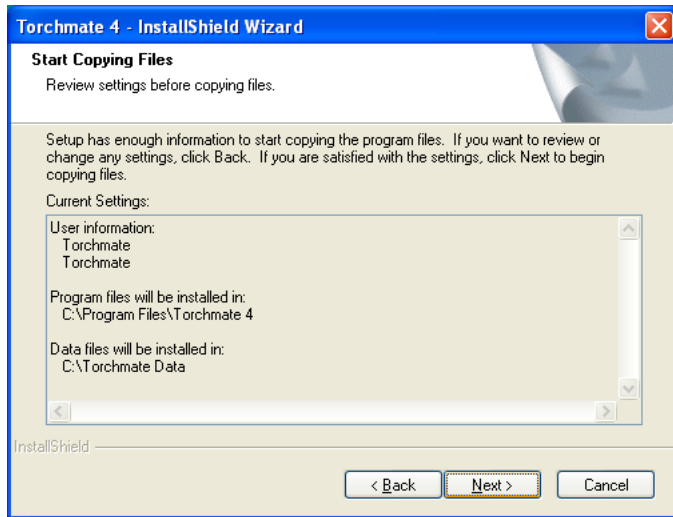 Torchmate 4 - InstallShield Wizard
Start Copying Files
Review settings before copying files.
Setup has enough information to start copying the program files. If you want to review or
change any settings, click Back. If you are satisfied with the settings, click Next to begin
copying files.
Current Settings:
User information:
Torchmate
Torchmate
Program files will be installed in:
C:\Program Files\Torchmate 4
Data files will be installed in:
C:\Torchmate Data
InstallShield
< Back
Next >
Cancel